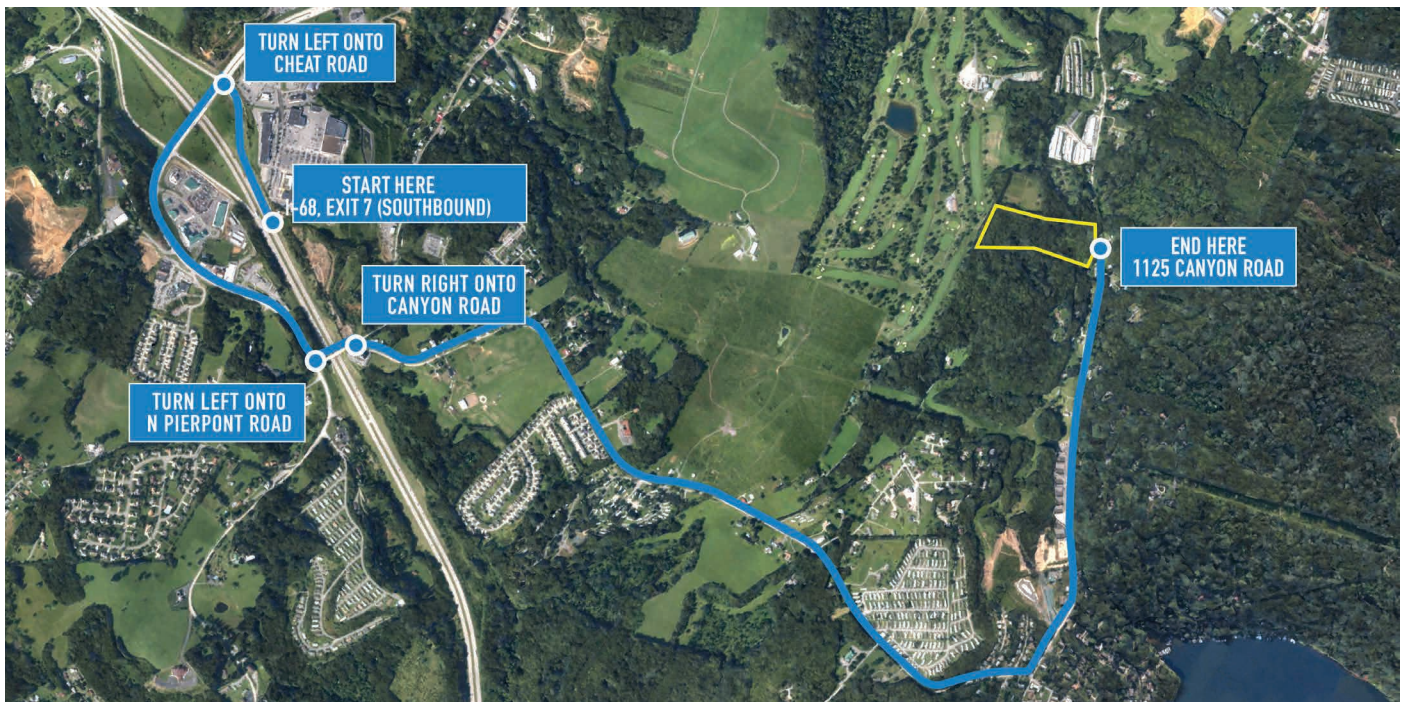 TURN LEFT ONTO
CHEAT ROAD
START HERE
I-68, EXIT 7 (SOUTHBOUND)
TURN RIGHT ONTO
CANYON ROAD
END HERE
1125 CANYON ROAD
TURN LEFT ONTO
N PIERPONT ROAD